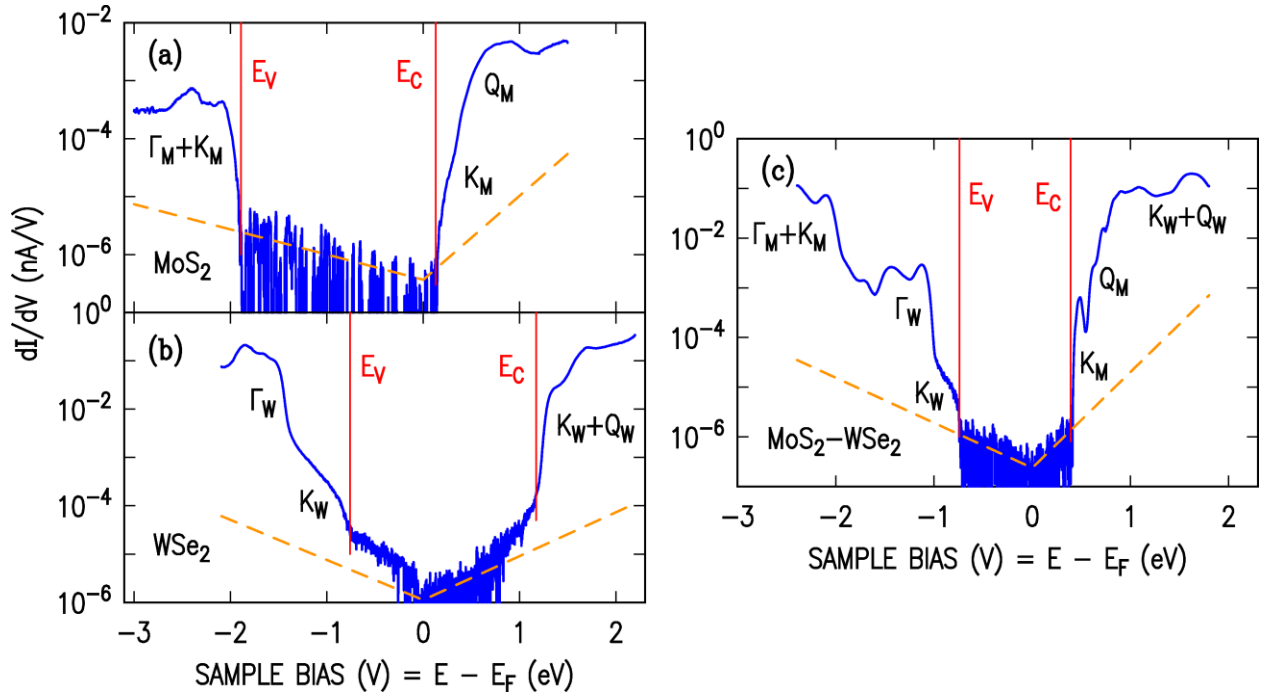 (a)
10⁻²
10⁻⁴
10⁻⁶
10⁰
E_V
E_C
Q_M
Γ_M+K_M
K_M
MoS₂
dI/dV (nA/V)
(b)
10⁻²
10⁻⁴
10⁻⁶
E_V
E_C
Γ_W
K_W+Q_W
K_W
WSe₂
−3
−2
−1
0
1
2
SAMPLE BIAS (V) = E − E_F (eV)
(c)
10⁰
10⁻²
10⁻⁴
10⁻⁶
E_V
E_C
K_W+Q_W
Γ_M+K_M
Q_M
Γ_W
K_M
K_W
MoS₂−WSe₂
−3
−2
−1
0
1
2
SAMPLE BIAS (V) = E − E_F (eV)